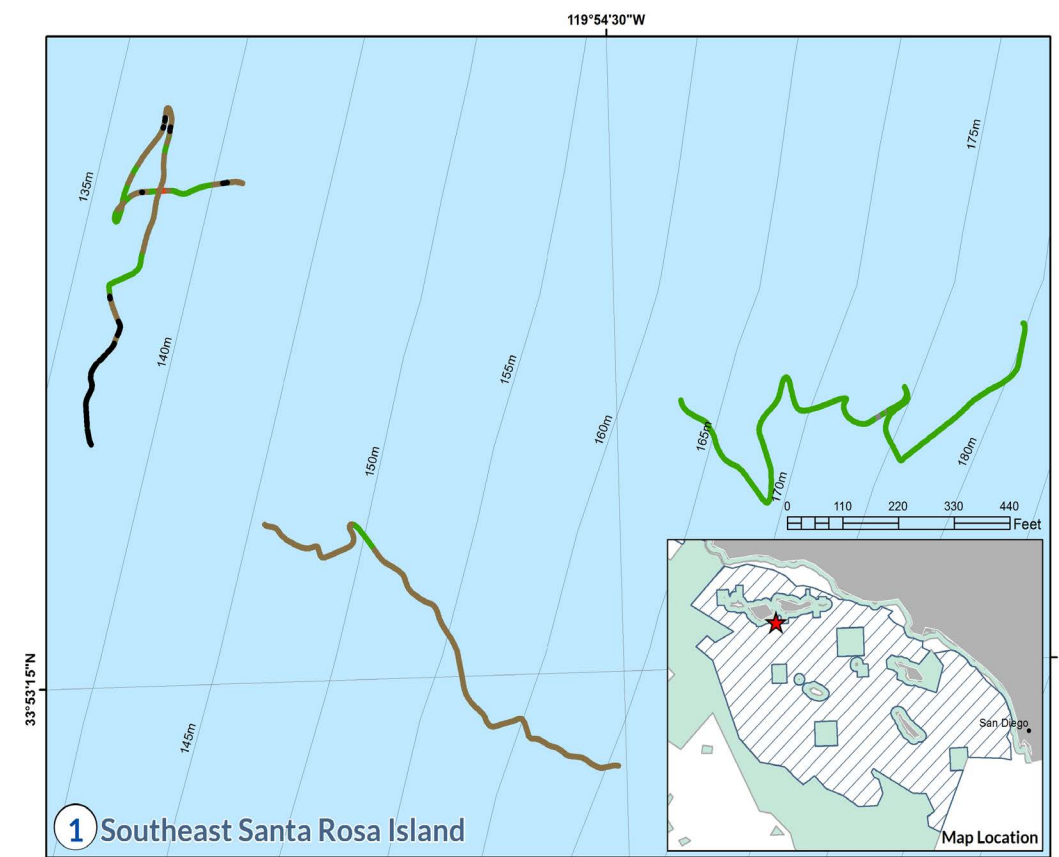 119°54'30"W
175m
135m
140m
155m
160m
165m
150m
180m
170m
0 110 220 330 440
Feet
33°53'15"N
145m
San Diego
1 Southeast Santa Rosa Island
Map Location